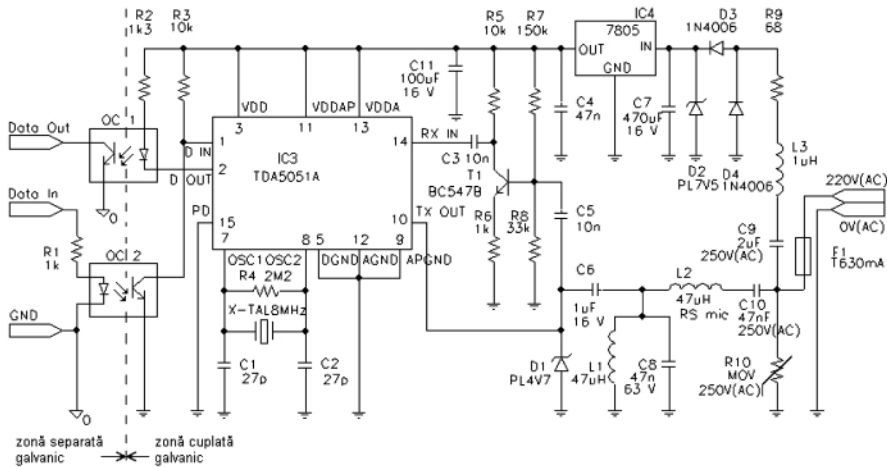 R2
1k3
R3
10k
R5
10k
R7
150k
IC4
7805
OUT
IN
GND
D3
1N4006
R9
68
C11
100uF
16 V
C4
47n
C7
470uF
16 V
D2
PL7V5
D4
1N4006
L3
1uH
VDD
VDDAP
VDDA
3
11
13
OC 1
Data Out
D IN
1
2
D OUT
IC3
TDA5051A
14
RX IN
C3
10n
T1
BC547B
TX OUT
10
PD
15
7
8
5
12
9
OSC1
OSC2
DGND
AGND
APGND
R4
2M2
X-TAL8MHz
C1
27p
C2
27p
Data In
R1
1k
OC 2
GND
0
0
R6
1k
R8
33k
C5
10n
C6
1uF
16 V
L2
47uH
RS mic
C10
47nF
250V(AC)
C9
2uF
250V(AC)
220V(AC)
0V(AC)
F1
T630mA
D1
PL4V7
L1
47uH
C8
47n
63 V
R10
MOV
250V(AC)
zonă separată
galvanic
zonă cuplată
galvanic